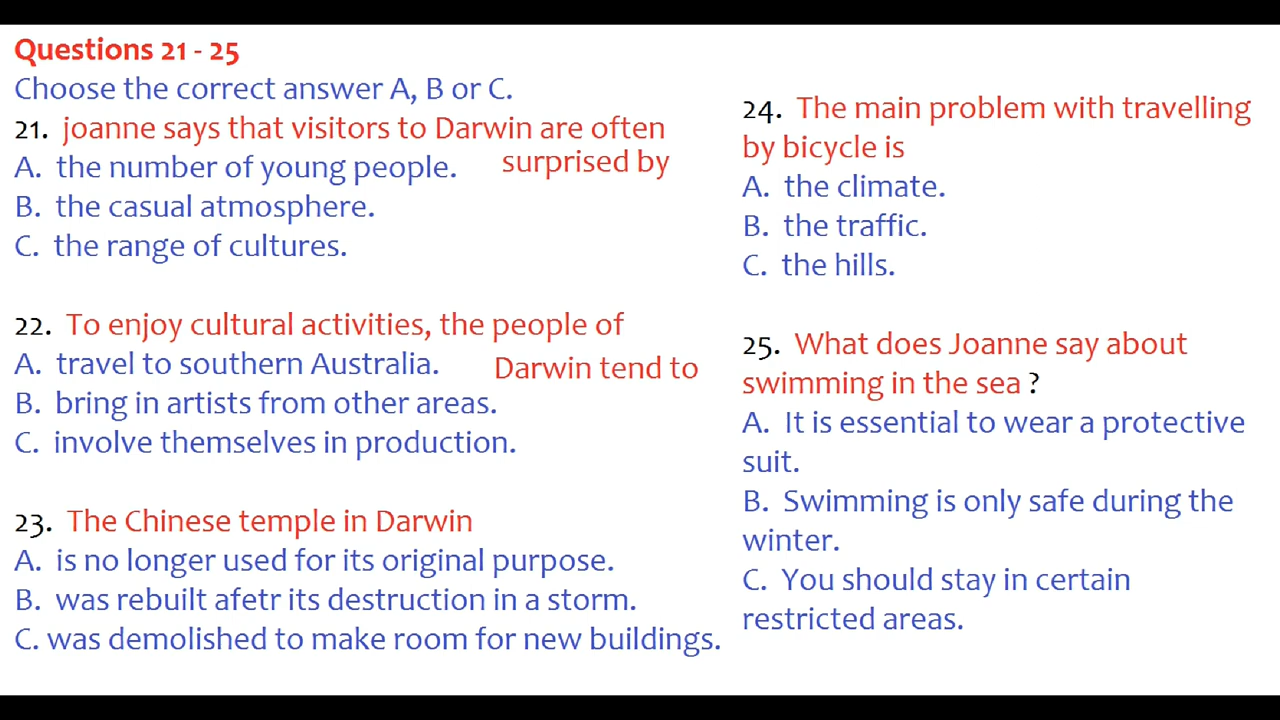 Questions 21 - 25
Choose the correct answer A, B or C.
21. joanne says that visitors to Darwin are often
surprised by
A. the number of young people.
B. the casual atmosphere.
C. the range of cultures.
22. To enjoy cultural activities, the people of
Darwin tend to
A. travel to southern Australia.
B. bring in artists from other areas.
C. involve themselves in production.
23. The Chinese temple in Darwin
A. is no longer used for its original purpose.
B. was rebuilt afetr its destruction in a storm.
C. was demolished to make room for new buildings.
24. The main problem with travelling
by bicycle is
A. the climate.
B. the traffic.
C. the hills.
25. What does Joanne say about
swimming in the sea ?
A. It is essential to wear a protective
suit.
B. Swimming is only safe during the
winter.
C. You should stay in certain
restricted areas.